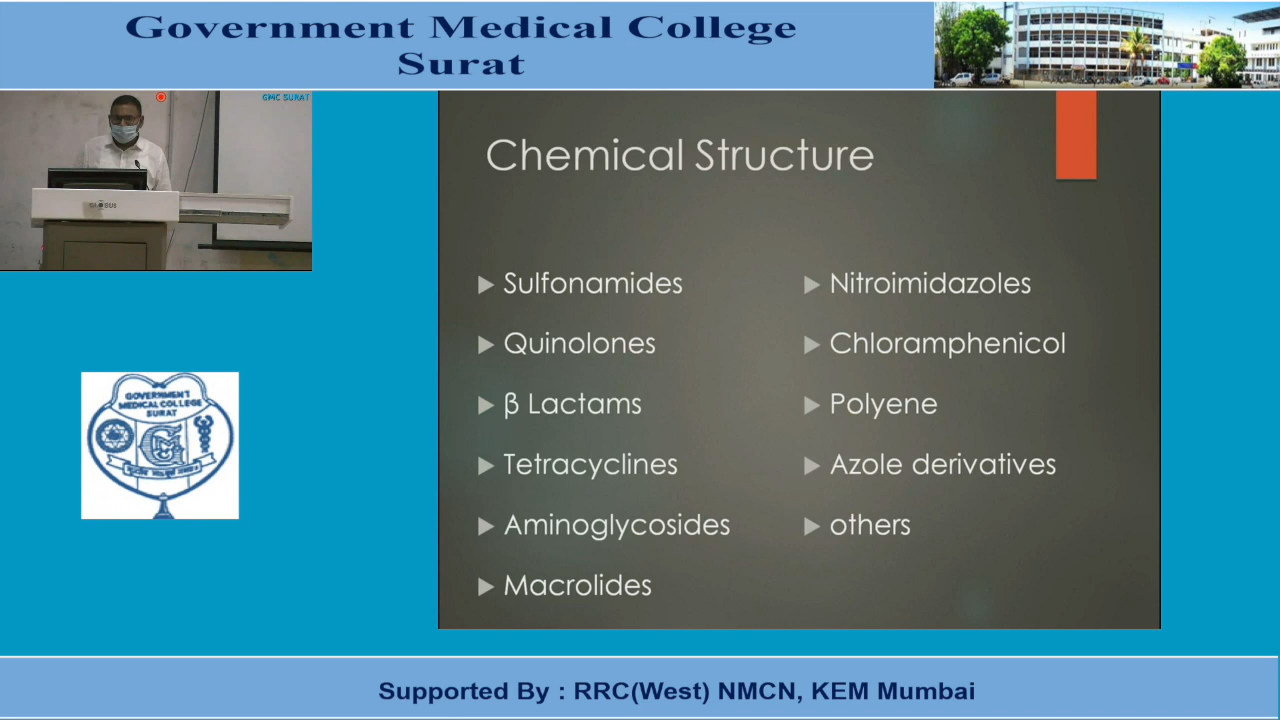 Government Medical College
Surat
GMC SURAT
Chemical Structure
Sulfonamides
Quinolones
β Lactams
Tetracyclines
Aminoglycosides
Macrolides
Nitroimidazoles
Chloramphenicol
Polyene
Azole derivatives
others
GOVERNMENT
MEDICAL COLLEGE
SURAT
Supported By : RRC(West) NMCN, KEM Mumbai